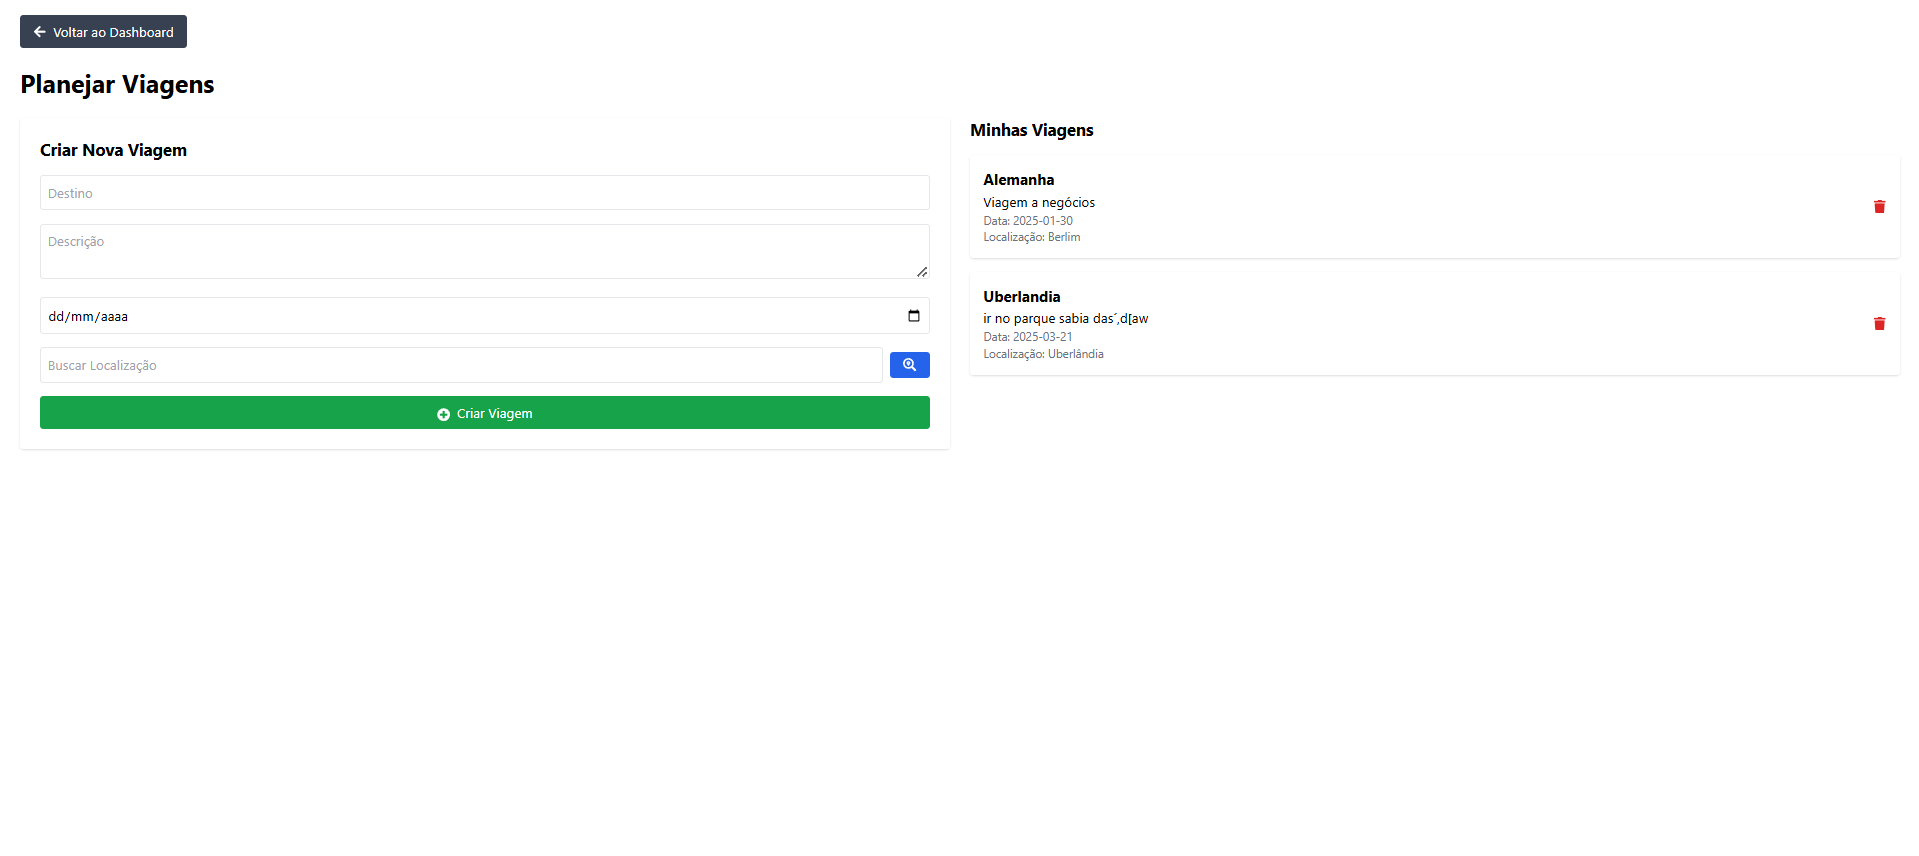 Voltar ao Dashboard
Planejar Viagens
Criar Nova Viagem
Destino
Descrição
dd/mm/aaaa
Buscar Localização
Criar Viagem
Minhas Viagens
Alemanha
Viagem a negócios
Data: 2025-01-30
Localização: Berlim
Uberlandia
ir no parque sabia das´,d[aw
Data: 2025-03-21
Localização: Uberlândia